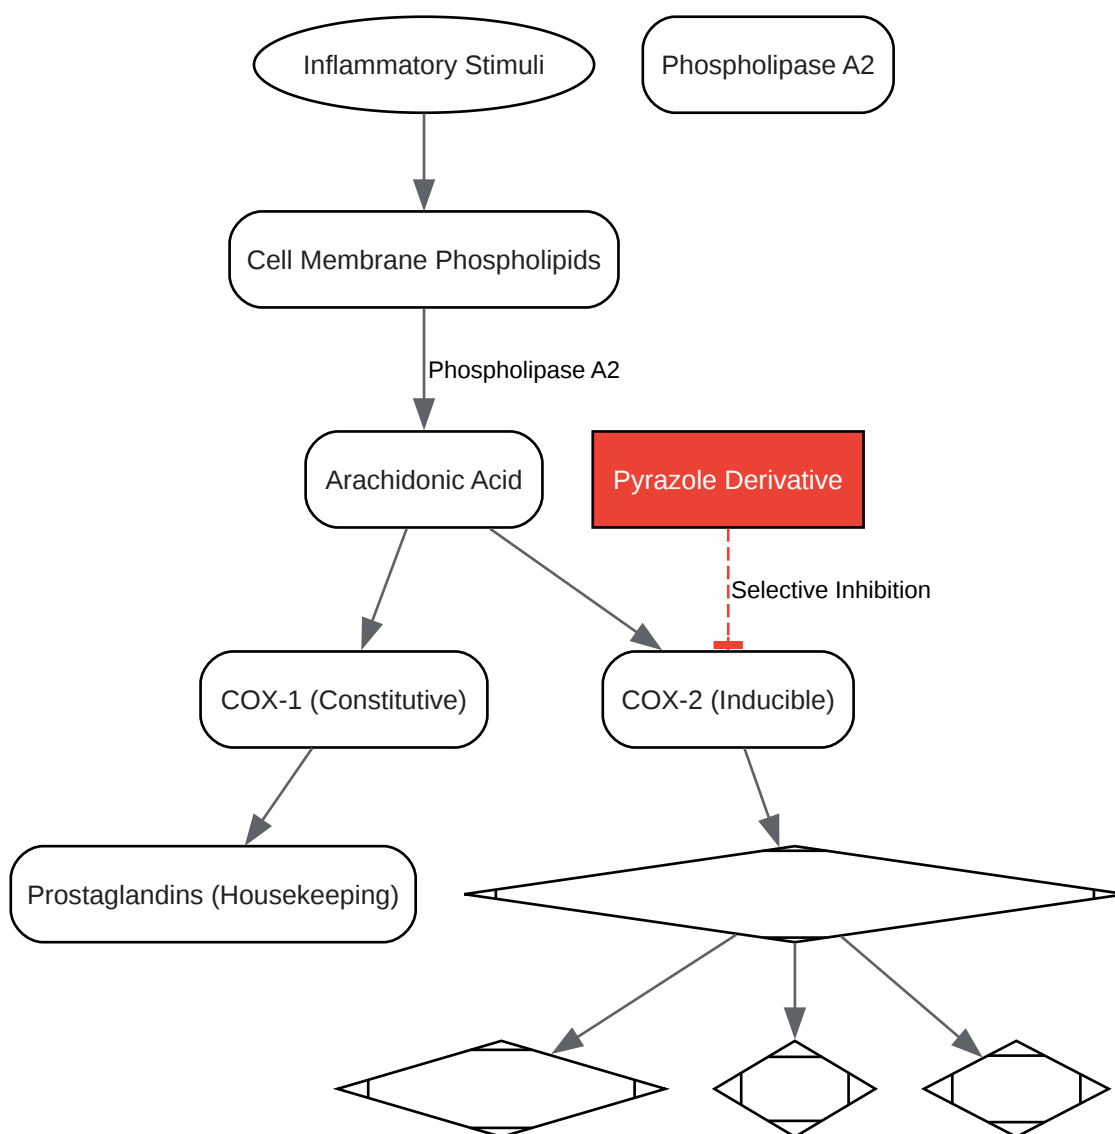 Inflammatory Stimuli
Phospholipase A2
Cell Membrane Phospholipids
Phospholipase A2
Arachidonic Acid
Pyrazole Derivative
Selective Inhibition
COX-1 (Constitutive)
COX-2 (Inducible)
Prostaglandins (Housekeeping)